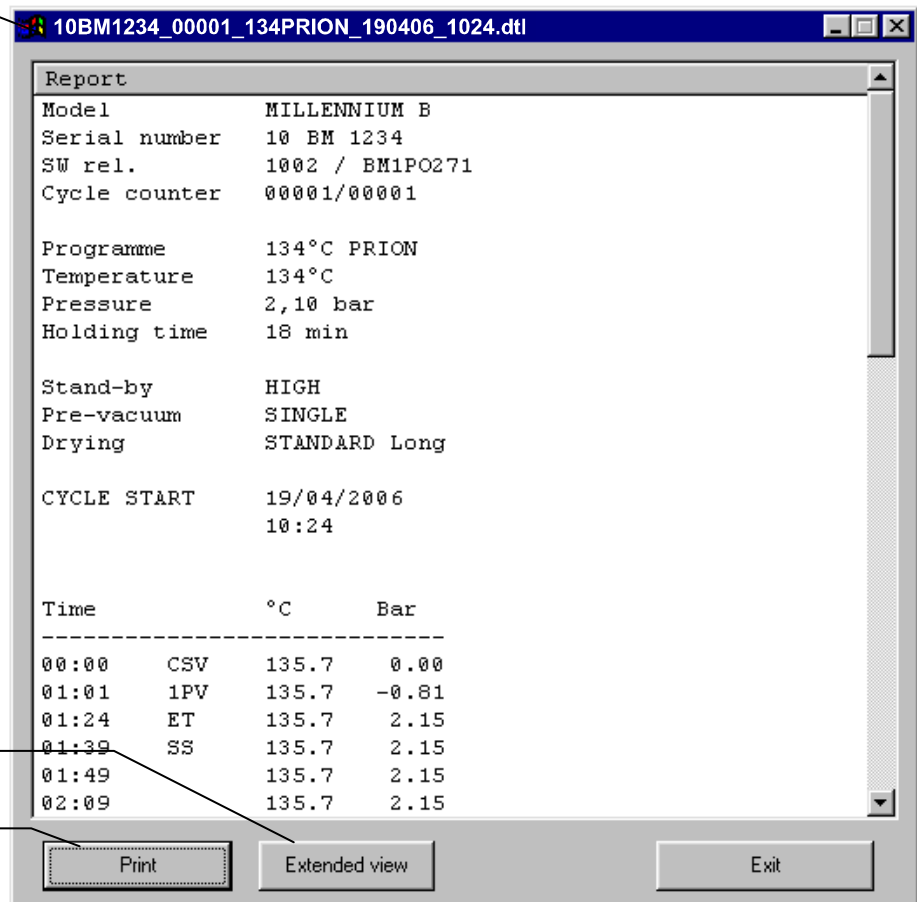 10BM1234_00001_134PRION_190406_1024.dtl
Report
Model MILLENNIUM B
Serial number 10 BM 1234
SW rel. 1002 / BM1PO271
Cycle counter 00001/00001
Programme 134°C PRION
Temperature 134°C
Pressure 2,10 bar
Holding time 18 min
Stand-by HIGH
Pre-vacuum SINGLE
Drying STANDARD Long
CYCLE START 19/04/2006
10:24
Time °C Bar
-----------------------------
00:00 CSV 135.7 0.00
01:01 1PV 135.7 -0.81
01:24 ET 135.7 2.15
01:39 SS 135.7 2.15
01:49 135.7 2.15
02:09 135.7 2.15
Print Extended view Exit